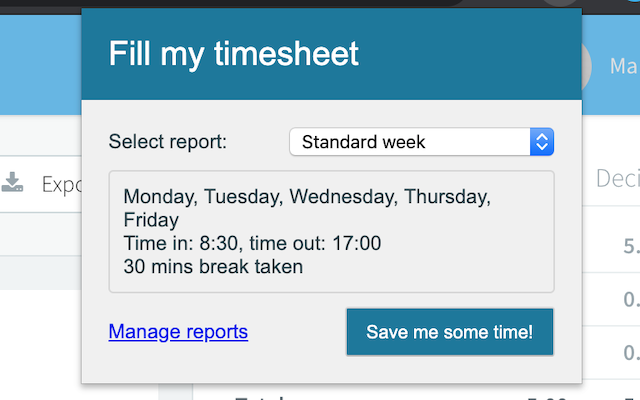 Fill my timesheet
Ma
Select report:
Standard week
Deci
Expo
Monday, Tuesday, Wednesday, Thursday,
Friday
Time in: 8:30, time out: 17:00
30 mins break taken
5.
0.
Manage reports
Save me some time!
0.